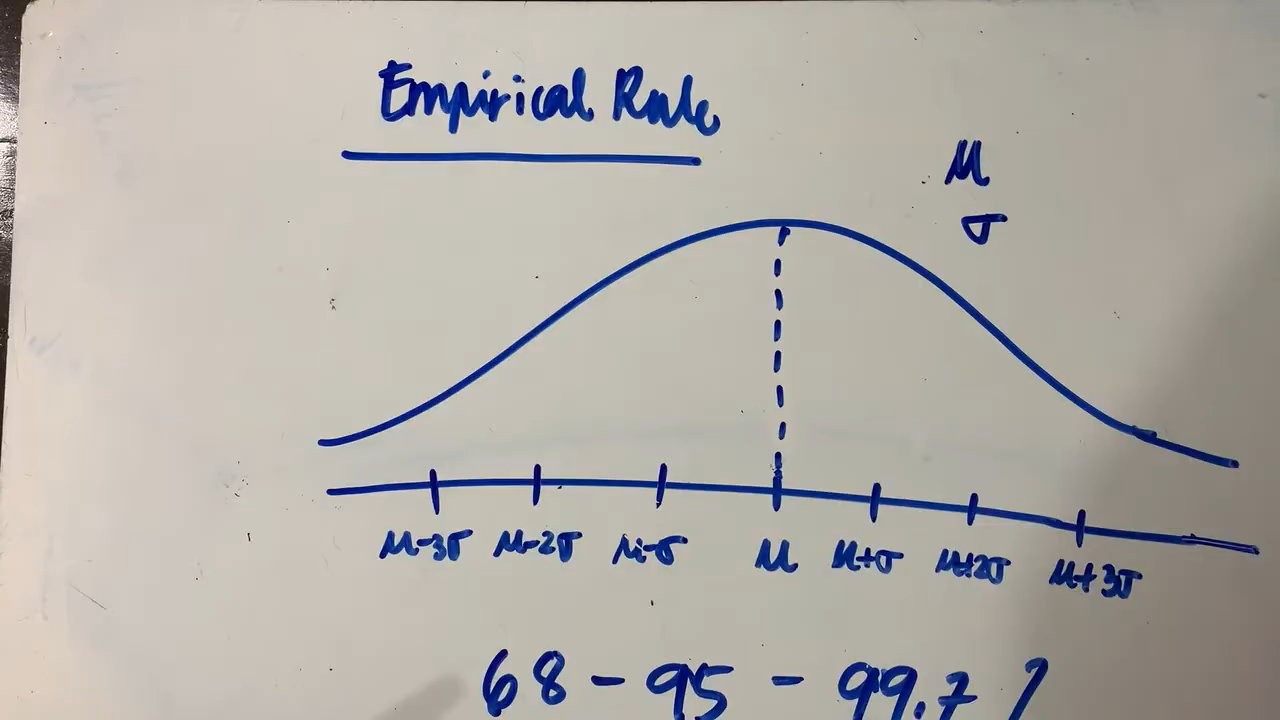 Empirical Rule
μ
σ
μ-3σ μ-2σ μ-σ μ μ+σ μ+2σ μ+3σ
68 - 95 - 99.7